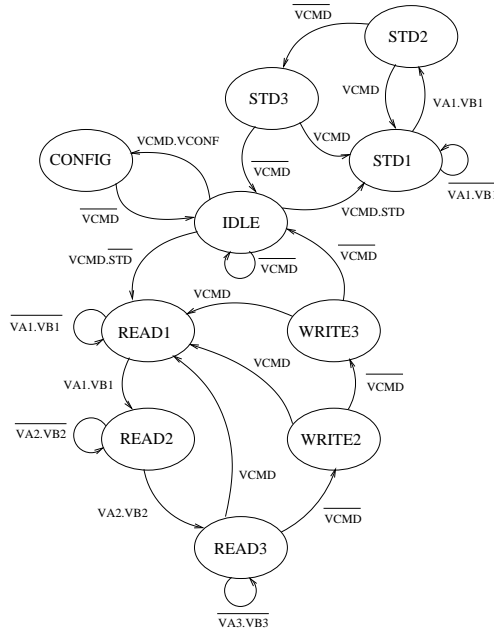 VCMD
STD2
STD3
VCMD
VA1.VB1
VCMD.VCONF
VCMD
CONFIG
STD1
VCMD
VCMD
VA1.VB1
IDLE
VCMD.STD
VCMD.STD
VCMD
VCMD
VCMD
VA1.VB1
READ1
WRITE3
VCMD
VA1.VB1
VCMD
VA2.VB2
READ2
WRITE2
VCMD
VA2.VB2
VCMD
READ3
VA3.VB3